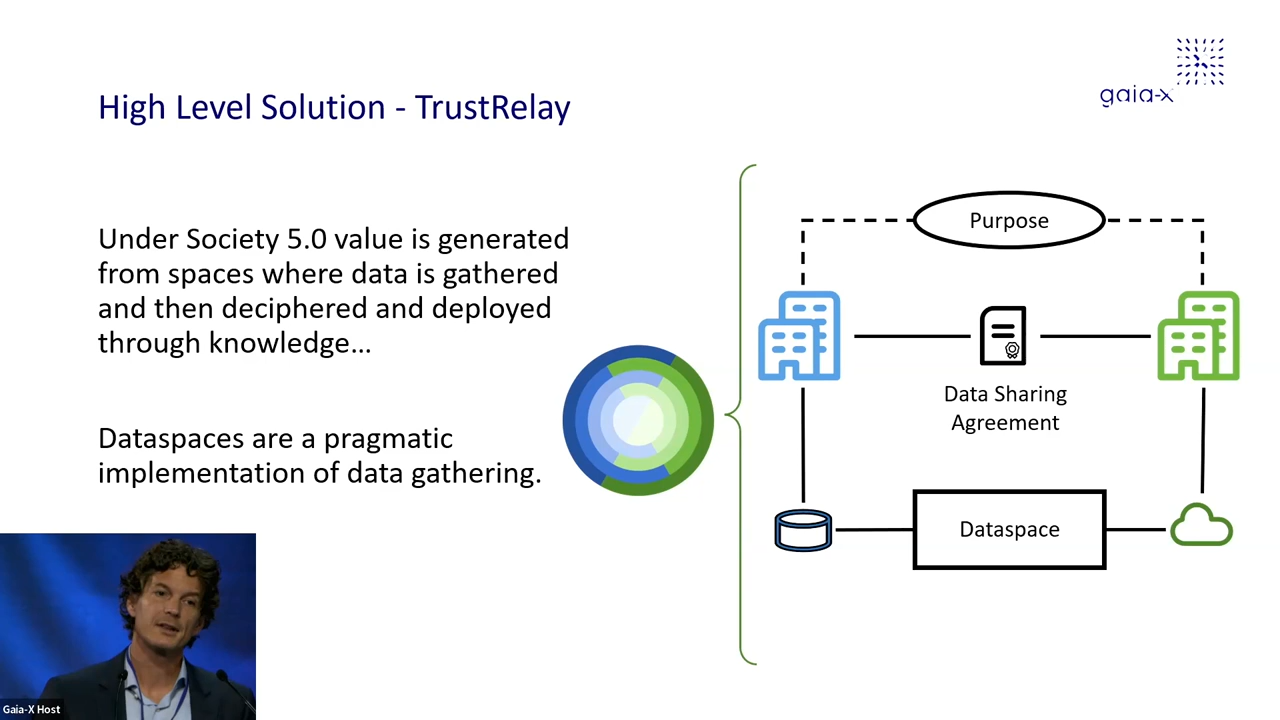 gaia-x
High Level Solution - TrustRelay
Under Society 5.0 value is generated
from spaces where data is gathered
and then deciphered and deployed
through knowledge...
Dataspaces are a pragmatic
implementation of data gathering.
Purpose
Data Sharing
Agreement
Dataspace
Gaia-X Host